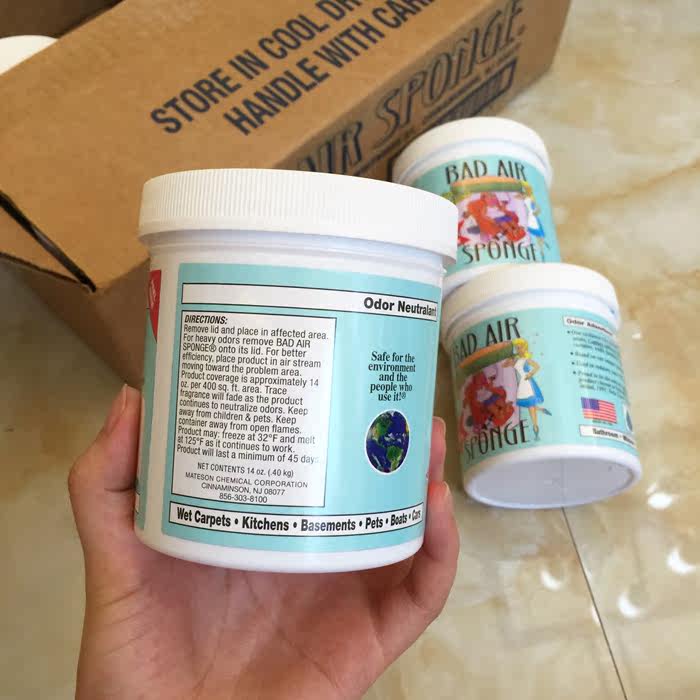 STORE IN COOL DR
HANDLE WITH CARE
AIR SPONGE
BAD AIR
SPONGE
BAD AIR
SPONGE
Odor Neutralant
DIRECTIONS:
Remove lid and place in affected area.
For heavy odors remove BAD AIR
SPONGE® onto its lid. For better
efficiency, place product in air stream
moving toward the problem area.
Product coverage is approximately 14
oz. per 400 sq. ft. area. Trace
fragrance will fade as the product
continues to neutralize odors. Keep
away from children & pets. Keep
container away from open flames.
Product may: freeze at 32°F and melt
at 125°F as it continues to work.
Product will last a minimum of 45 days
NET CONTENTS 14 oz. (.40 kg)
MATESON CHEMICAL CORPORATION
CINNAMINSON, NJ 08077
856-303-8100
Safe for the
environment
and the
people who
use it!®
Wet Carpets • Kitchens • Basements • Pets • Boats • Cars